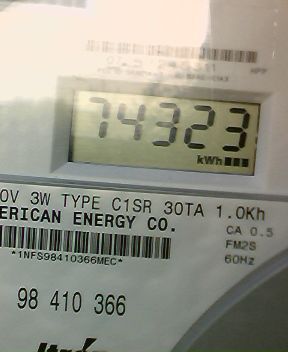 74323
kWh
0V 3W TYPE C1SR 30TA 1.0Kh
ERICAN ENERGY CO.
CA 0.5
FM2S
60Hz
*1NFS98410366MEC*
98 410 366
Itron